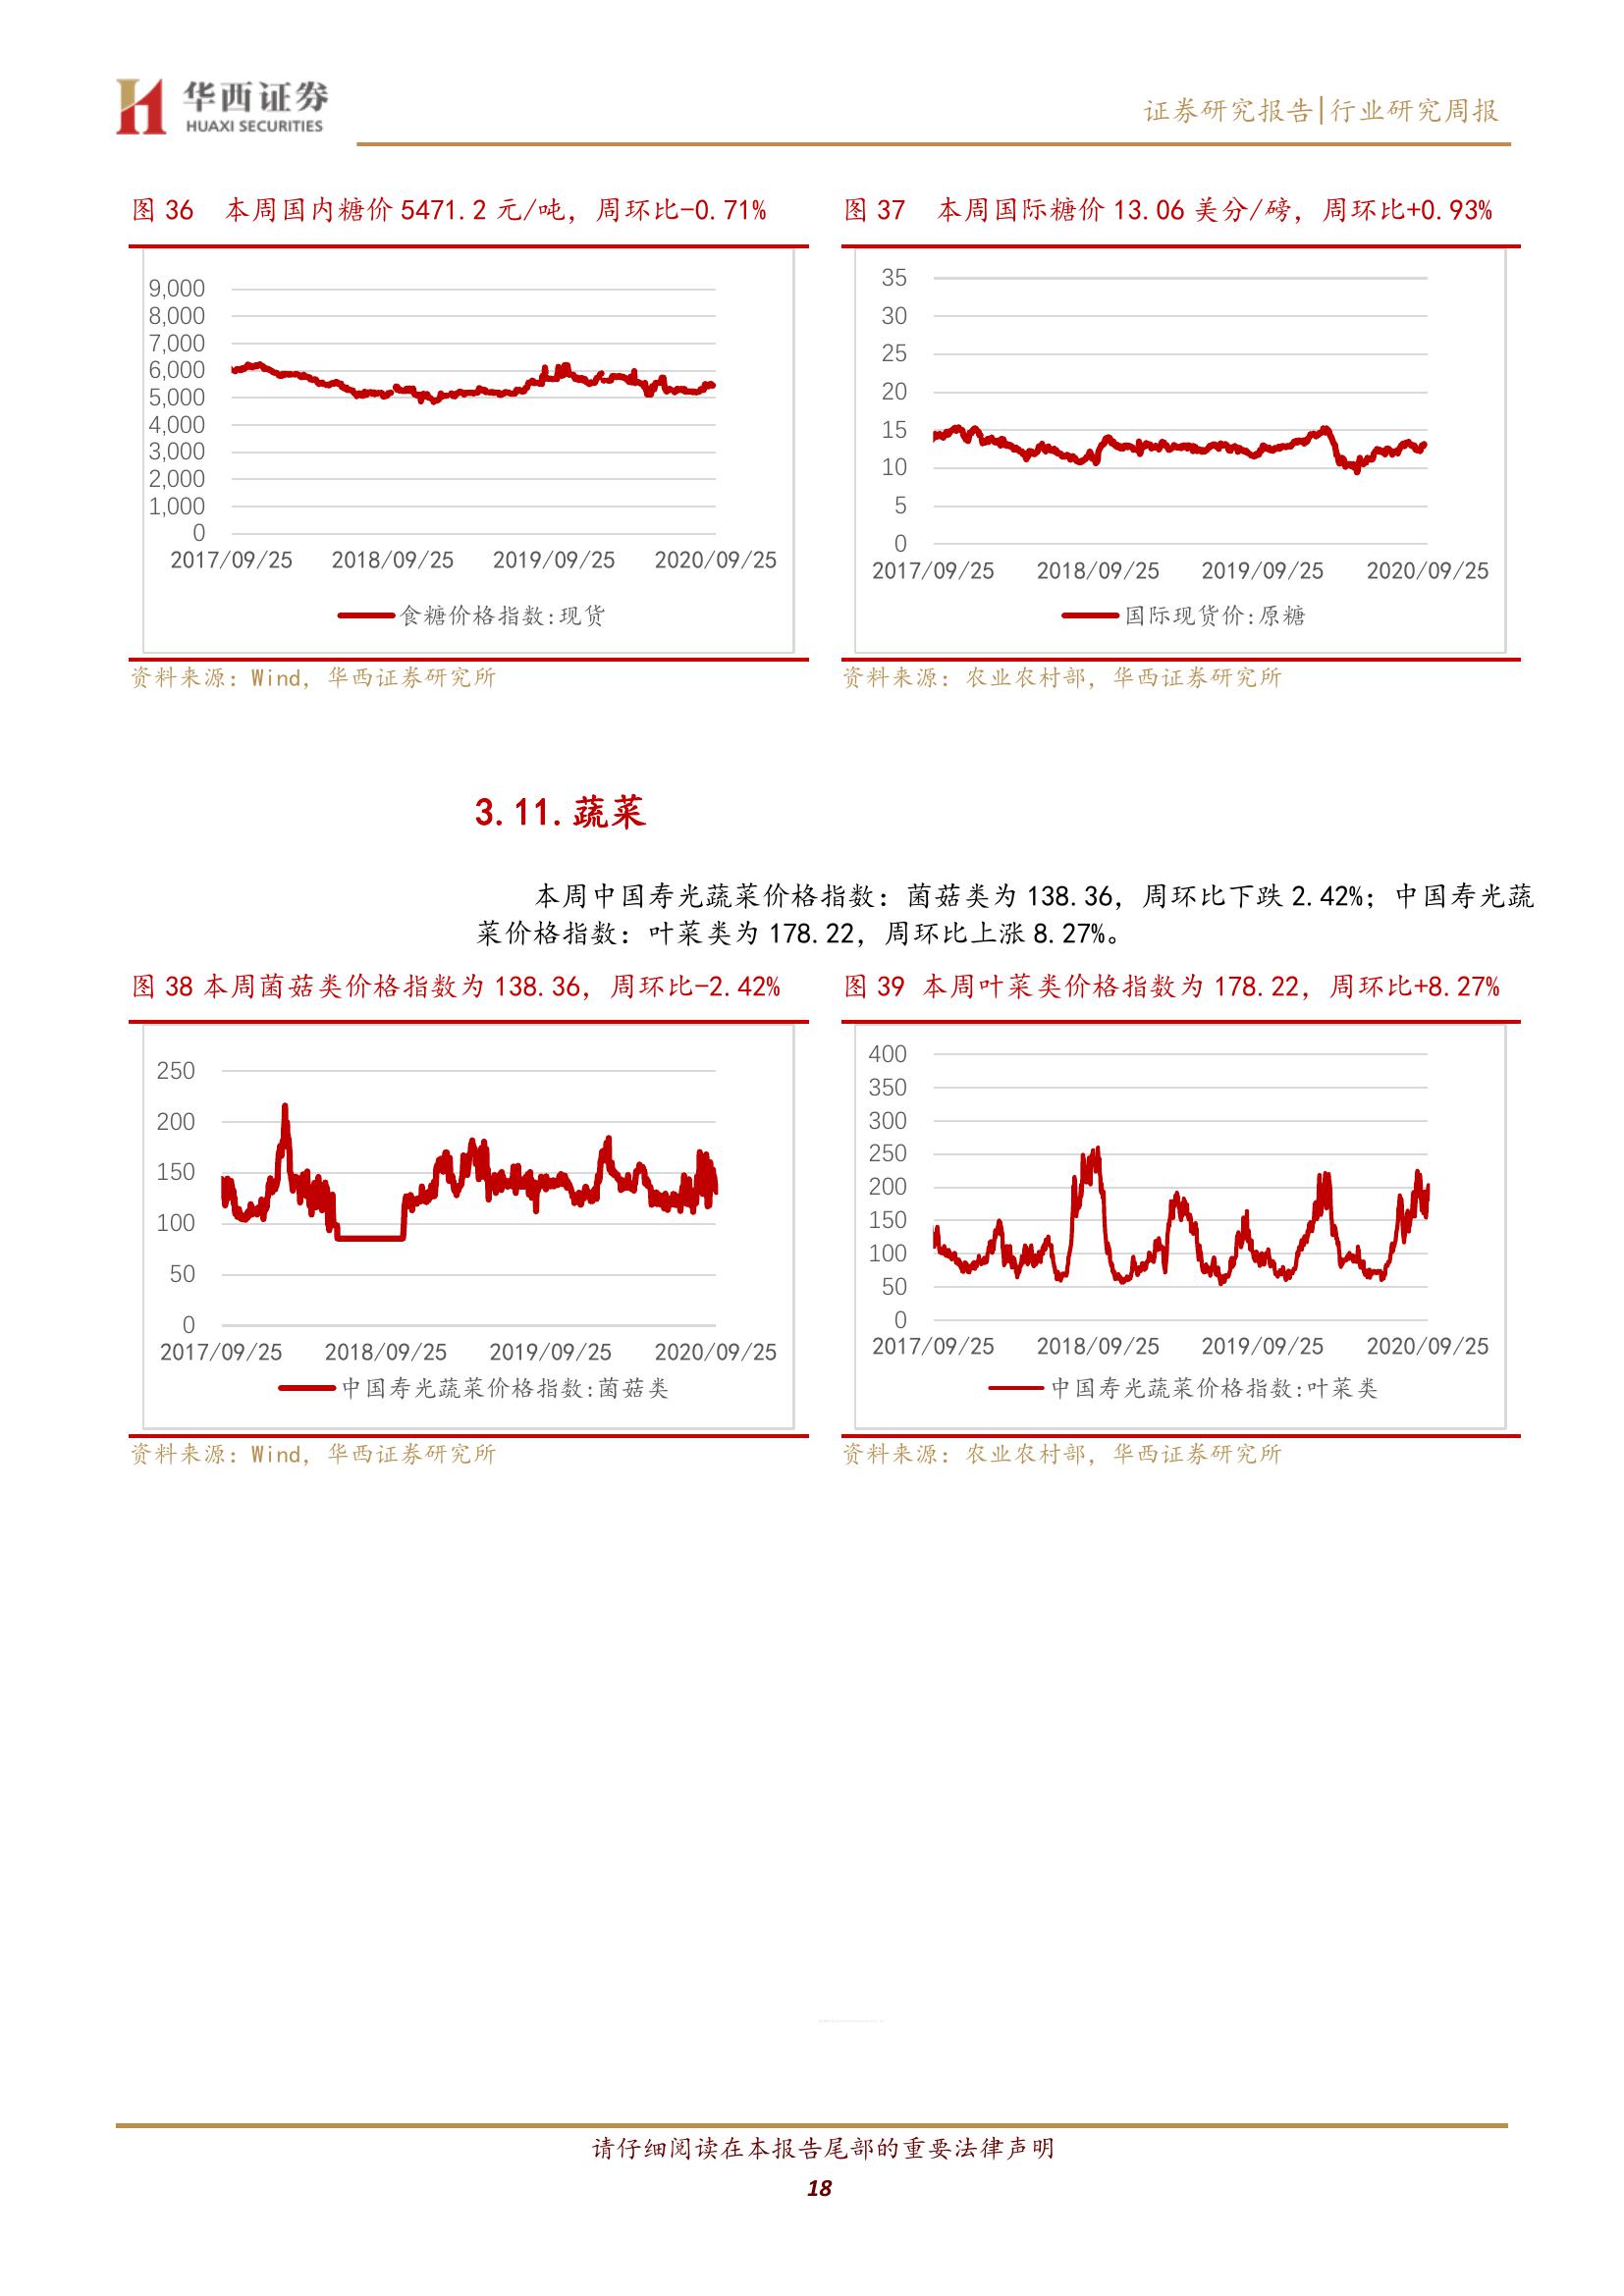 华西证券
HUAXI SECURITIES
证券研究报告|行业研究周报
图 36 本周国内糖价 5471.2 元/吨，周环比-0.71%
9,000
8,000
7,000
6,000
5,000
4,000
3,000
2,000
1,000
0
2017/09/25 2018/09/25 2019/09/25 2020/09/25
食糖价格指数:现货
资料来源：Wind，华西证券研究所
图 37 本周国际糖价 13.06 美分/磅，周环比+0.93%
35
30
25
20
15
10
5
0
2017/09/25 2018/09/25 2019/09/25 2020/09/25
国际现货价:原糖
资料来源：农业农村部，华西证券研究所
3.11.蔬菜
本周中国寿光蔬菜价格指数：菌菇类为 138.36，周环比下跌 2.42%；中国寿光蔬
菜价格指数：叶菜类为 178.22，周环比上涨 8.27%。
图 38 本周菌菇类价格指数为 138.36，周环比-2.42%
250
200
150
100
50
0
2017/09/25 2018/09/25 2019/09/25 2020/09/25
中国寿光蔬菜价格指数:菌菇类
资料来源：Wind，华西证券研究所
图 39 本周叶菜类价格指数为 178.22，周环比+8.27%
400
350
300
250
200
150
100
50
0
2017/09/25 2018/09/25 2019/09/25 2020/09/25
中国寿光蔬菜价格指数:叶菜类
资料来源：农业农村部，华西证券研究所
请仔细阅读在本报告尾部的重要法律声明
18